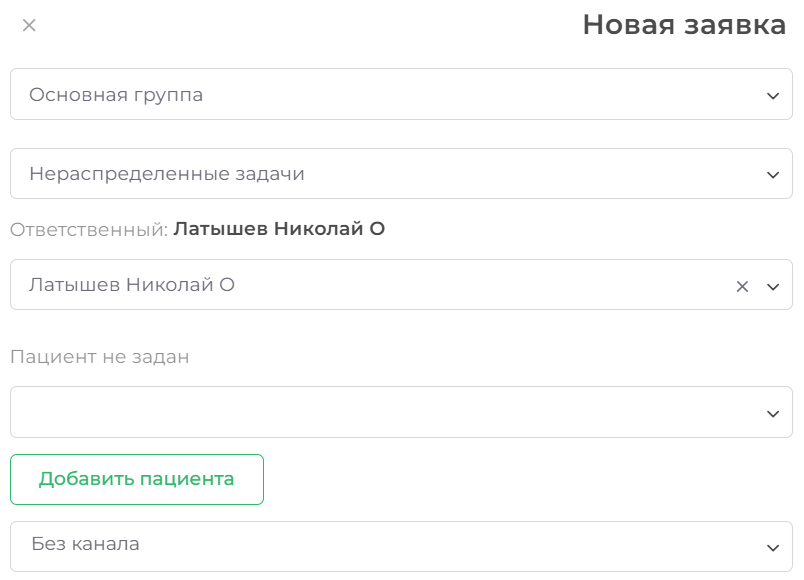 Новая заявка
Основная группа
Нераспределенные задачи
Ответственный: Латышев Николай О
Латышев Николай О
Пациент не задан
Добавить пациента
Без канала